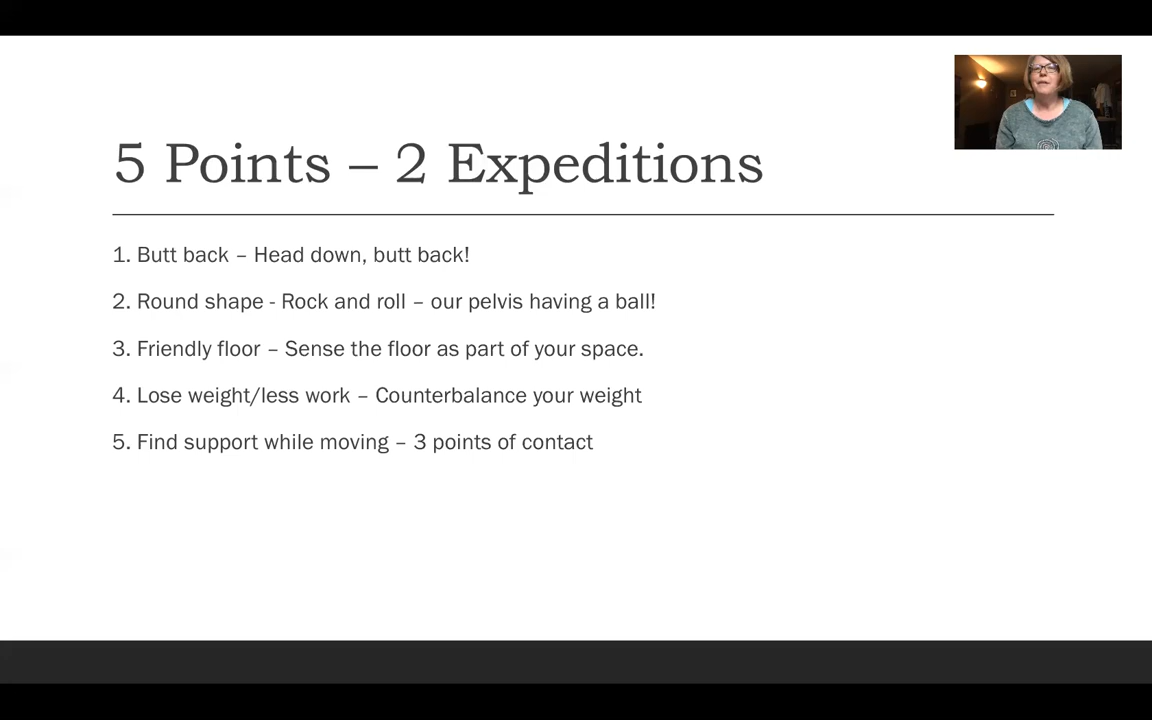 5 Points – 2 Expeditions
1. Butt back – Head down, butt back!
2. Round shape - Rock and roll – our pelvis having a ball!
3. Friendly floor – Sense the floor as part of your space.
4. Lose weight/less work – Counterbalance your weight
5. Find support while moving – 3 points of contact